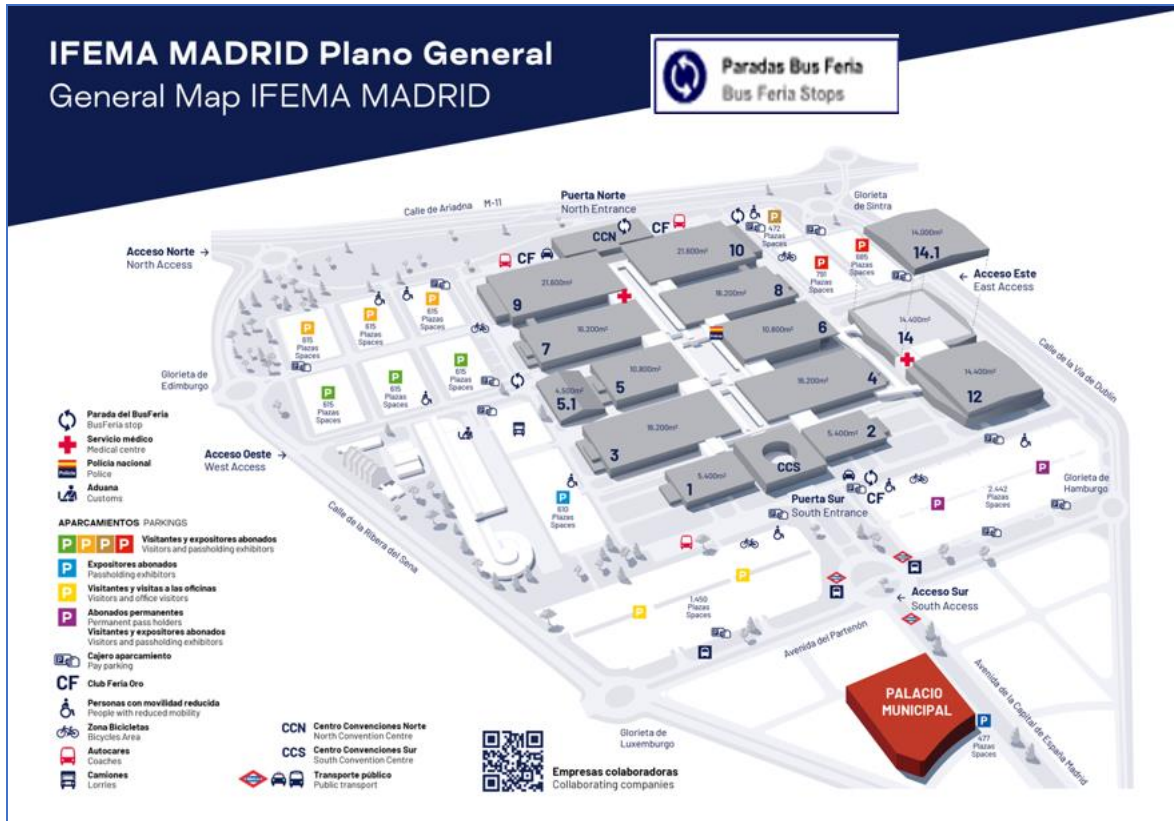 IFEMA MADRID Plano General
General Map IFEMA MADRID
Paradas Bus Feria
Bus Feria Stops
Calle de Ariadna M-11
Puerta Norte
North Entrance
Glorieta
de Sintra
Acceso Norte →
North Access
CCN
CF
CF
10
21.600m²
472
Plazas
Spaces
P
685
Plazas
Spaces
P
791
Plazas
Spaces
P
14.000m²
14.1
← Acceso Este
East Access
21.600m²
9
16.200m²
8
16.200m²
7
10.800m²
6
Policía
14.400m²
14
10.800m²
5
4.500m²
5.1
16.200m²
4
14.400m²
12
16.200m²
3
5.400m²
2
5.400m²
1
CCS
Calle de la Vía de Dublín
P
615
Plazas
Spaces
P
615
Plazas
Spaces
P
615
Plazas
Spaces
P
615
Plazas
Spaces
P
615
Plazas
Spaces
P
615
Plazas
Spaces
Glorieta de
Edimburgo
Acceso Oeste →
West Access
Calle de la Ribera del Sena
P
610
Plazas
Spaces
Puerta Sur
South Entrance
CF
P
2.442
Plazas
Spaces
P
Glorieta de
Hamburgo
P
1.450
Plazas
Spaces
P
← Acceso Sur
South Access
Avenida del Partenón
Avenida de la Capital de España Madrid
Glorieta de
Luxemburgo
PALACIO
MUNICIPAL
P
477
Plazas
Spaces
Parada del BusFeria
BusFeria stop
Servicio médico
Medical centre
Policía
Policía nacional
Police
Aduana
Customs
APARCAMIENTOS PARKINGS
P P P P Visitantes y expositores abonados
Visitors and passholding exhibitors
P Expositores abonados
Passholding exhibitors
P Visitantes y visitas a las oficinas
Visitors and office visitors
P Abonados permanentes
Permanent pass holders
Visitantes y expositores abonados
Visitors and passholding exhibitors
Cajero aparcamiento
Pay parking
CF Club Feria Oro
Personas con movilidad reducida
People with reduced mobility
Zona Bicicletas
Bicycles Area
Autocares
Coaches
Camiones
Lorries
CCN Centro Convenciones Norte
North Convention Centre
CCS Centro Convenciones Sur
South Convention Centre
Transporte público
Public transport
Empresas colaboradoras
Collaborating companies